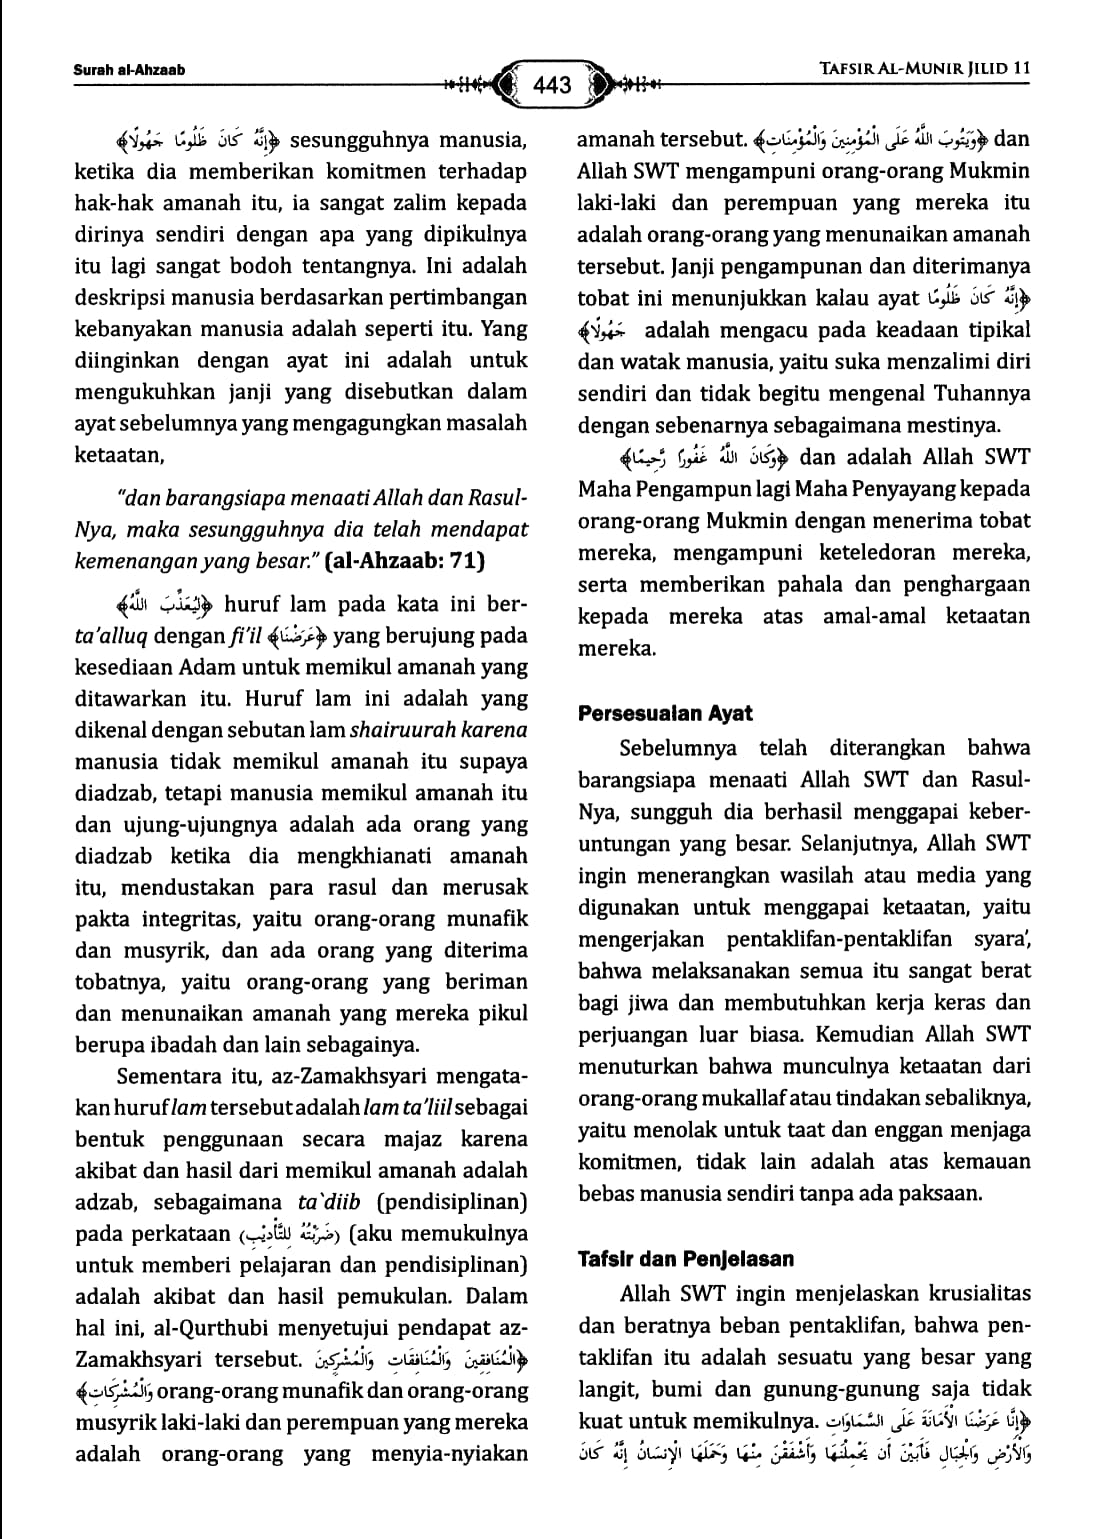 Surah al-Ahzaab
443
TAFSIR AL-MUNIR JILID 11
﴿إِنَّهُ كَانَ ظَلُومًا جَهُولًا﴾ sesungguhnya manusia,
ketika dia memberikan komitmen terhadap
hak-hak amanah itu, ia sangat zalim kepada
dirinya sendiri dengan apa yang dipikulnya
itu lagi sangat bodoh tentangnya. Ini adalah
deskripsi manusia berdasarkan pertimbangan
kebanyakan manusia adalah seperti itu. Yang
diinginkan dengan ayat ini adalah untuk
mengukuhkan janji yang disebutkan dalam
ayat sebelumnya yang mengagungkan masalah
ketaatan,
"dan barangsiapa menaati Allah dan Rasul-
Nya, maka sesungguhnya dia telah mendapat
kemenangan yang besar." (al-Ahzaab: 71)
﴿لِيُعَذِّبَ اللَّهُ﴾ huruf lam pada kata ini ber-
ta'alluq dengan fi'il ﴿عَرَضْنَا﴾ yang berujung pada
kesediaan Adam untuk memikul amanah yang
ditawarkan itu. Huruf lam ini adalah yang
dikenal dengan sebutan lam shairuurah karena
manusia tidak memikul amanah itu supaya
diadzab, tetapi manusia memikul amanah itu
dan ujung-ujungnya adalah ada orang yang
diadzab ketika dia mengkhianati amanah
itu, mendustakan para rasul dan merusak
pakta integritas, yaitu orang-orang munafik
dan musyrik, dan ada orang yang diterima
tobatnya, yaitu orang-orang yang beriman
dan menunaikan amanah yang mereka pikul
berupa ibadah dan lain sebagainya.
Sementara itu, az-Zamakhsyari mengata-
kan huruf lam tersebut adalah lam ta'liil sebagai
bentuk penggunaan secara majaz karena
akibat dan hasil dari memikul amanah adalah
adzab, sebagaimana ta`diib (pendisiplinan)
pada perkataan (ضَرَبْتُهُ لِلتَّأْدِيْبِ) (aku memukulnya
untuk memberi pelajaran dan pendisiplinan)
adalah akibat dan hasil pemukulan. Dalam
hal ini, al-Qurthubi menyetujui pendapat az-
Zamakhsyari tersebut. ﴿الْمُنَافِقِينَ وَالْمُنَافِقَاتِ وَالْمُشْرِكِينَ
وَالْمُشْرِكَاتِ﴾ orang-orang munafik dan orang-orang
musyrik laki-laki dan perempuan yang mereka
adalah orang-orang yang menyia-nyiakan
amanah tersebut. ﴿وَيَتُوبَ اللَّهُ عَلَى الْمُؤْمِنِينَ وَالْمُؤْمِنَاتِ﴾ dan
Allah SWT mengampuni orang-orang Mukmin
laki-laki dan perempuan yang mereka itu
adalah orang-orang yang menunaikan amanah
tersebut. Janji pengampunan dan diterimanya
tobat ini menunjukkan kalau ayat ﴿إِنَّهُ كَانَ ظَلُومًا
جَهُولًا﴾ adalah mengacu pada keadaan tipikal
dan watak manusia, yaitu suka menzalimi diri
sendiri dan tidak begitu mengenal Tuhannya
dengan sebenarnya sebagaimana mestinya.
﴿وَكَانَ اللَّهُ غَفُورًا رَّحِيمًا﴾ dan adalah Allah SWT
Maha Pengampun lagi Maha Penyayang kepada
orang-orang Mukmin dengan menerima tobat
mereka, mengampuni keteledoran mereka,
serta memberikan pahala dan penghargaan
kepada mereka atas amal-amal ketaatan
mereka.
Persesuaian Ayat
Sebelumnya telah diterangkan bahwa
barangsiapa menaati Allah SWT dan Rasul-
Nya, sungguh dia berhasil menggapai keber-
untungan yang besar. Selanjutnya, Allah SWT
ingin menerangkan wasilah atau media yang
digunakan untuk menggapai ketaatan, yaitu
mengerjakan pentaklifan-pentaklifan syara',
bahwa melaksanakan semua itu sangat berat
bagi jiwa dan membutuhkan kerja keras dan
perjuangan luar biasa. Kemudian Allah SWT
menuturkan bahwa munculnya ketaatan dari
orang-orang mukallaf atau tindakan sebaliknya,
yaitu menolak untuk taat dan enggan menjaga
komitmen, tidak lain adalah atas kemauan
bebas manusia sendiri tanpa ada paksaan.
Tafsir dan Penjelasan
Allah SWT ingin menjelaskan krusialitas
dan beratnya beban pentaklifan, bahwa pen-
taklifan itu adalah sesuatu yang besar yang
langit, bumi dan gunung-gunung saja tidak
kuat untuk memikulnya. ﴿إِنَّا عَرَضْنَا الْأَمَانَةَ عَلَى السَّمَاوَاتِ
وَالْأَرْضِ وَالْجِبَالِ فَأَبَيْنَ أَن يَحْمِلْنَهَا وَأَشْفَقْنَ مِنْهَا وَحَمَلَهَا الْإِنسَانُ إِنَّهُ كَانَ